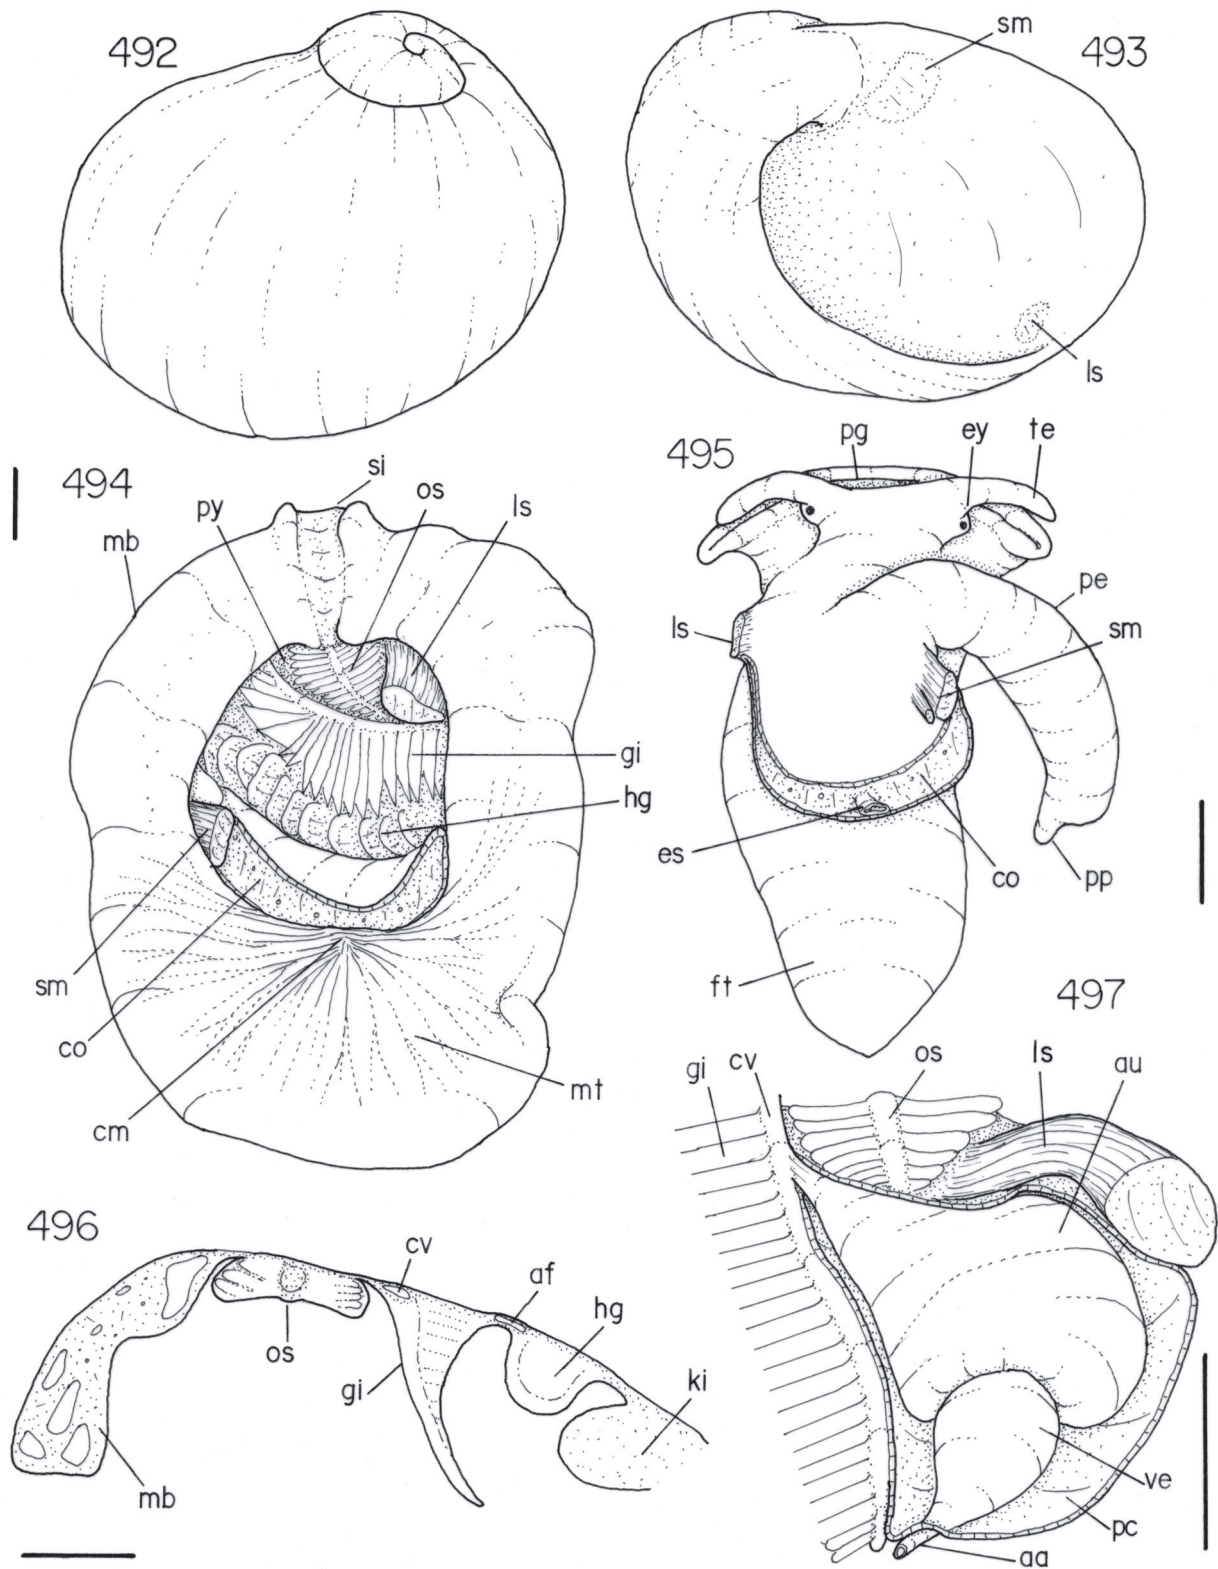 492
sm
493
ls
494
si
os
ls
py
mb
gi
hg
sm
co
cm
mt
495
pg
ey
te
pe
ls
sm
es
co
pp
ft
496
cv
af
hg
os
gi
ki
mb
497
gi
cv
os
ls
au
ve
pc
aa